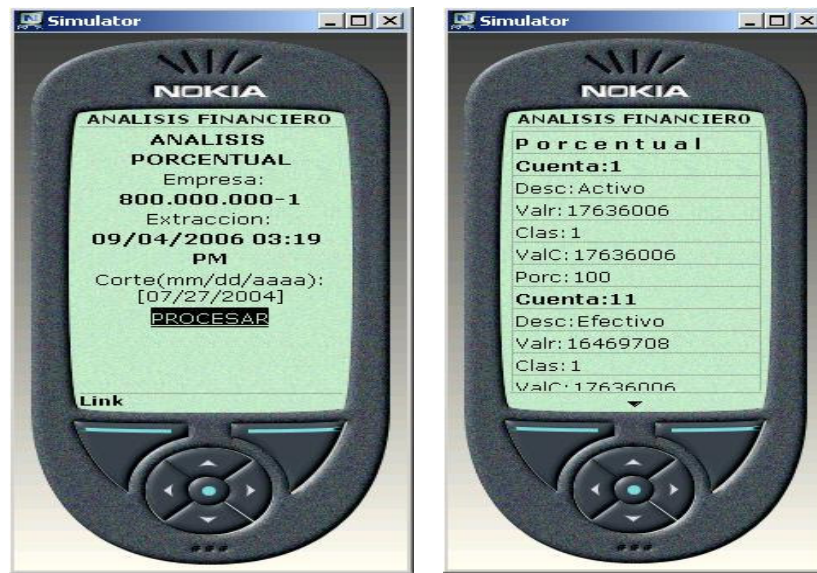 Simulator
NOKIA
ANALISIS FINANCIERO
ANALISIS
PORCENTUAL
Empresa:
800.000.000-1
Extraccion:
09/04/2006 03:19
PM
Corte(mm/dd/aaaa):
[07/27/2004]
PROCESAR
Link
Simulator
NOKIA
ANALISIS FINANCIERO
Porcentual
Cuenta:1
Desc:Activo
Valr:17636006
Clas:1
ValC:17636006
Porc:100
Cuenta:11
Desc:Efectivo
Valr:16469708
Clas:1
ValC:17636006